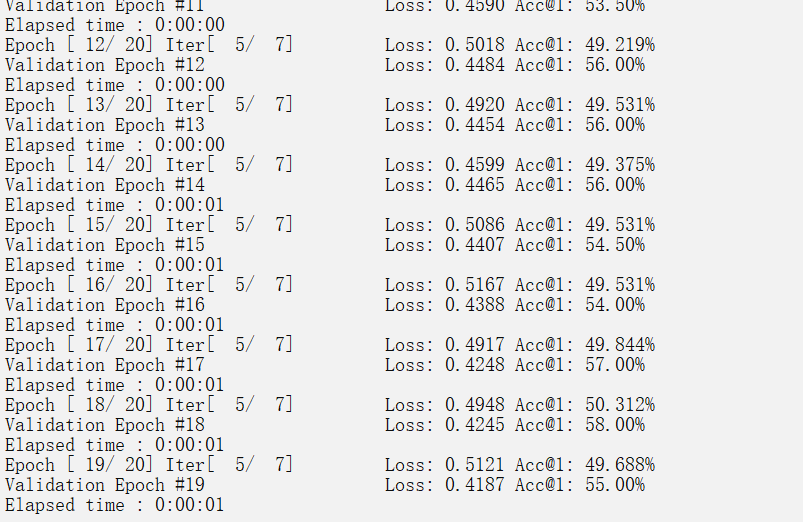 Validation Epoch #11 Loss: 0.4590 Acc@1: 53.50%
Elapsed time : 0:00:00
Epoch [ 12/ 20] Iter[  5/  7] Loss: 0.5018 Acc@1: 49.219%
Validation Epoch #12 Loss: 0.4484 Acc@1: 56.00%
Elapsed time : 0:00:00
Epoch [ 13/ 20] Iter[  5/  7] Loss: 0.4920 Acc@1: 49.531%
Validation Epoch #13 Loss: 0.4454 Acc@1: 56.00%
Elapsed time : 0:00:00
Epoch [ 14/ 20] Iter[  5/  7] Loss: 0.4599 Acc@1: 49.375%
Validation Epoch #14 Loss: 0.4465 Acc@1: 56.00%
Elapsed time : 0:00:01
Epoch [ 15/ 20] Iter[  5/  7] Loss: 0.5086 Acc@1: 49.531%
Validation Epoch #15 Loss: 0.4407 Acc@1: 54.50%
Elapsed time : 0:00:01
Epoch [ 16/ 20] Iter[  5/  7] Loss: 0.5167 Acc@1: 49.531%
Validation Epoch #16 Loss: 0.4388 Acc@1: 54.00%
Elapsed time : 0:00:01
Epoch [ 17/ 20] Iter[  5/  7] Loss: 0.4917 Acc@1: 49.844%
Validation Epoch #17 Loss: 0.4248 Acc@1: 57.00%
Elapsed time : 0:00:01
Epoch [ 18/ 20] Iter[  5/  7] Loss: 0.4948 Acc@1: 50.312%
Validation Epoch #18 Loss: 0.4245 Acc@1: 58.00%
Elapsed time : 0:00:01
Epoch [ 19/ 20] Iter[  5/  7] Loss: 0.5121 Acc@1: 49.688%
Validation Epoch #19 Loss: 0.4187 Acc@1: 55.00%
Elapsed time : 0:00:01